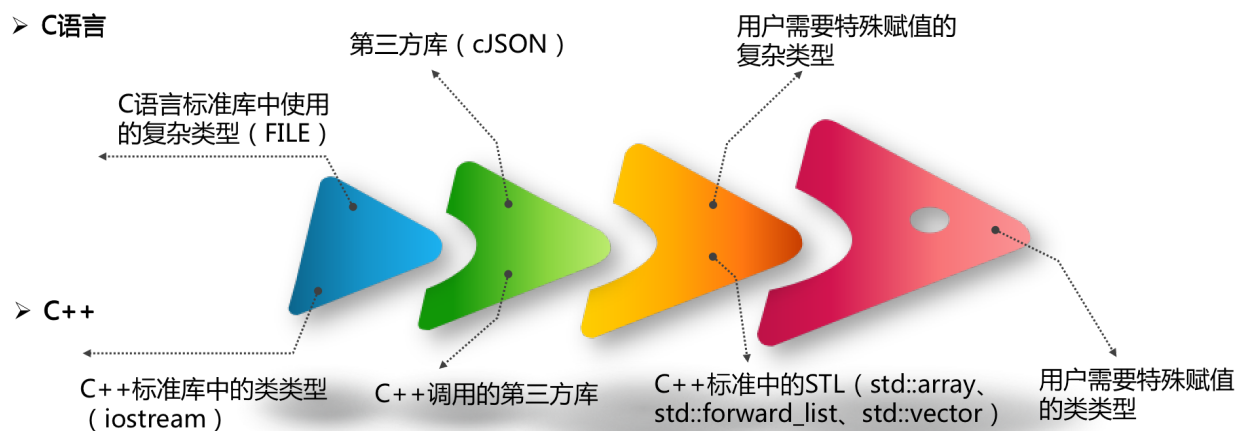 C语言
第三方库（cJSON）
用户需要特殊赋值的
复杂类型
C语言标准库中使用
的复杂类型（FILE）
C++
C++标准库中的类类型
（iostream）
C++调用的第三方库
C++标准中的STL（std::array、
std::forward_list、std::vector）
用户需要特殊赋值
的类类型